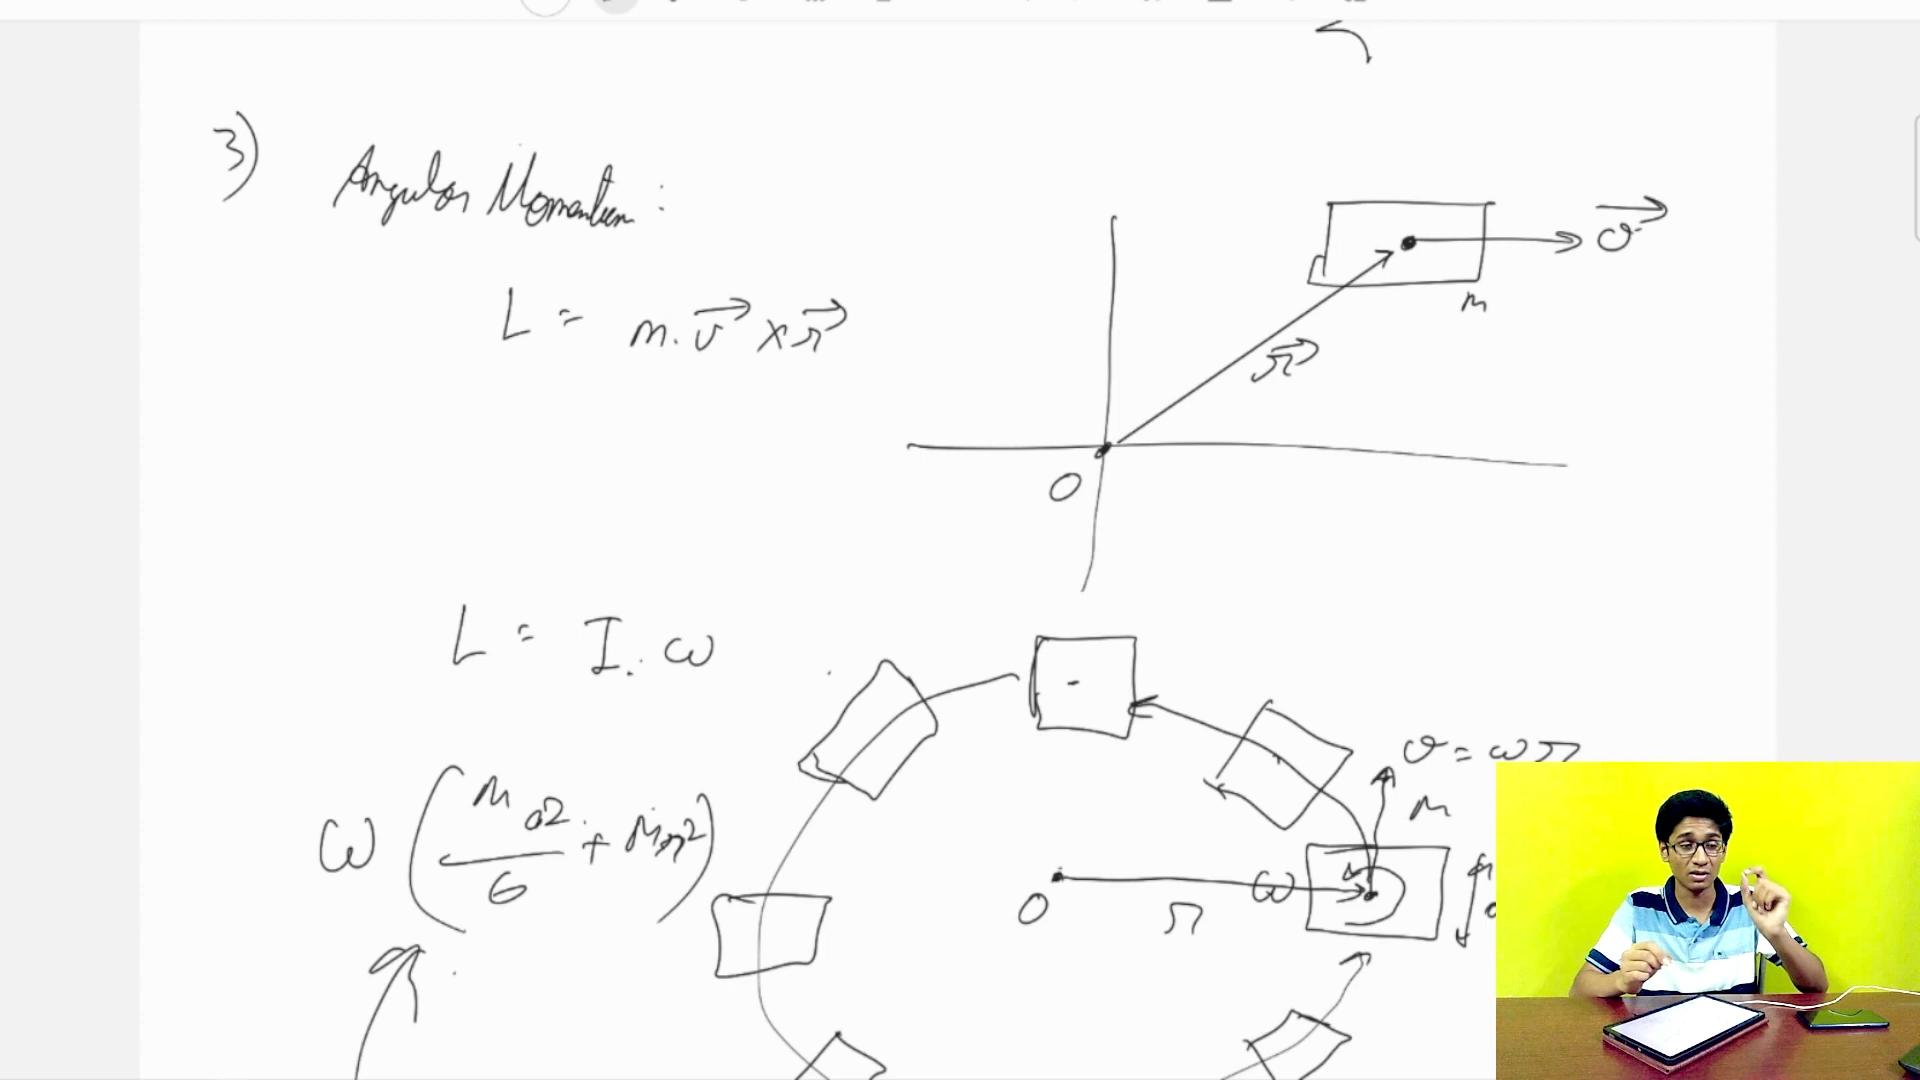 3) Angular Momentum :
v⃗
m
L = m. v⃗ × r⃗
r⃗
O
L = I. ω
v = ωr
m
ω (ma²/6 + mr²)
O
r
ω
a